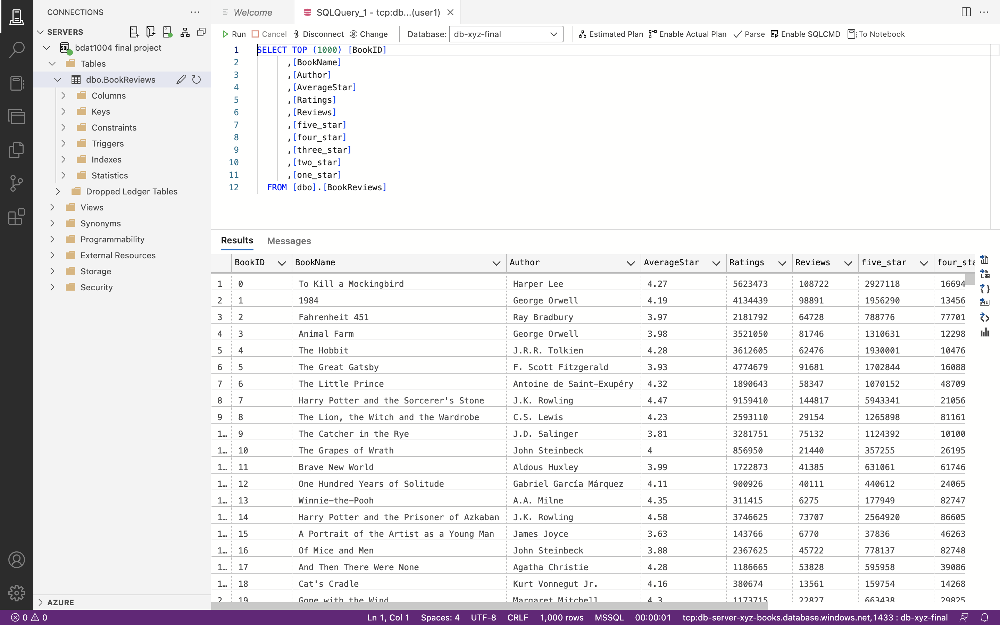 CONNECTIONS
SERVERS
bdat1004 final project
Tables
dbo.BookReviews
Columns
Keys
Constraints
Triggers
Indexes
Statistics
Dropped Ledger Tables
Views
Synonyms
Programmability
External Resources
Storage
Security
AZURE
Welcome
SQLQuery_1 - tcp:db...(user1)
Run Cancel Disconnect Change Database: db-xyz-final Estimated Plan Enable Actual Plan Parse Enable SQLCMD To Notebook
1 SELECT TOP (1000) [BookID]
2 ,[BookName]
3 ,[Author]
4 ,[AverageStar]
5 ,[Ratings]
6 ,[Reviews]
7 ,[five_star]
8 ,[four_star]
9 ,[three_star]
10 ,[two_star]
11 ,[one_star]
12 FROM [dbo].[BookReviews]
Results Messages
BookID BookName Author AverageStar Ratings Reviews five_star four_sta
1 0 To Kill a Mockingbird Harper Lee 4.27 5623473 108722 2927118 16694
2 1 1984 George Orwell 4.19 4134439 98891 1956290 13456
3 2 Fahrenheit 451 Ray Bradbury 3.97 2181792 64728 788776 77701
4 3 Animal Farm George Orwell 3.98 3521050 81746 1310631 12298
5 4 The Hobbit J.R.R. Tolkien 4.28 3612605 62476 1930001 10476
6 5 The Great Gatsby F. Scott Fitzgerald 3.93 4774679 91681 1702844 16088
7 6 The Little Prince Antoine de Saint-Exupéry 4.32 1890643 58347 1070152 48709
8 7 Harry Potter and the Sorcerer's Stone J.K. Rowling 4.47 9159410 144817 5943341 21056
9 8 The Lion, the Witch and the Wardrobe C.S. Lewis 4.23 2593110 29154 1265898 81161
1… 9 The Catcher in the Rye J.D. Salinger 3.81 3281751 75132 1124392 10100
1… 10 The Grapes of Wrath John Steinbeck 4 856950 21440 357255 26195
1… 11 Brave New World Aldous Huxley 3.99 1722873 41385 631061 61746
1… 12 One Hundred Years of Solitude Gabriel García Márquez 4.11 900926 40111 440612 24065
1… 13 Winnie-the-Pooh A.A. Milne 4.35 311415 6275 177949 82747
1… 14 Harry Potter and the Prisoner of Azkaban J.K. Rowling 4.58 3746625 73707 2564920 86605
1… 15 A Portrait of the Artist as a Young Man James Joyce 3.63 143766 6770 37836 46263
1… 16 Of Mice and Men John Steinbeck 3.88 2367625 45722 778137 82748
1… 17 And Then There Were None Agatha Christie 4.28 1186665 53828 595958 39086
1… 18 Cat's Cradle Kurt Vonnegut Jr. 4.16 380674 13561 159754 14268
2 19 Gone with the Wind Margaret Mitchell 4.3 1173715 22827 663438 29825
0 0 Ln 1, Col 1 Spaces: 4 UTF-8 CRLF 1,000 rows MSSQL 00:00:01 tcp:db-server-xyz-books.database.windows.net,1433 : db-xyz-final